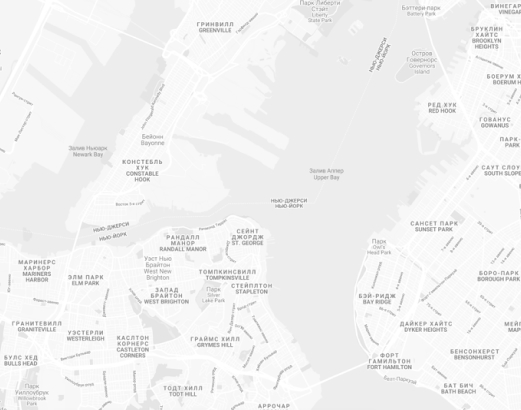 Парк Либерти
Стейт
Liberty
State Park
Бэттери-парк
Battery Park
ГРИНВИЛЛ
GREENVILLE
БРУКЛИН
ХАЙТС
BROOKLYN
HEIGHTS
НЬЮ-ДЖЕРСИ
НЬЮ-ЙОРК
Остров
Говернорс
Governors
Island
БОЕРУМ Х
BOERUM H
РЕД ХУК
RED HOOK
ГОВАНУС
GOWANUS
Бейонн
Bayonne
ПАРК-
PARK
Залив Ньюарк
Newark Bay
КОНСТЕБЛЬ
ХУК
CONSTABLE
HOOK
Залив Аппер
Upper Bay
САУТ СЛОУ
SOUTH SLOPE
НЬЮ-ДЖЕРСИ
НЬЮ-ЙОРК
НЬЮ-ДЖЕРСИ
НЬЮ-ЙОРК
САНСЕТ ПАРК
SUNSET PARK
РАНДАЛЛ
МАНОР
RANDALL MANOR
СЕЙНТ
ДЖОРДЖ
ST. GEORGE
Парк
Owl's
Head Park
МАРИНЕРС
ХАРБОР
MARINERS
HARBOR
Уэст Нью
Брайтон
West New
Brighton
ЭЛМ ПАРК
ELM PARK
ТОМПКИНСВИЛЛ
TOMPKINSVILLE
БОРО-ПАРК
BOROUGH PARK
ЗАПАД
БРАЙТОН
WEST BRIGHTON
Парк
Silver
Lake Park
СТЕЙПЛТОН
STAPLETON
БЭЙ-РИДЖ
BAY RIDGE
ГРАНИТЕВИЛЛ
GRANITEVILLE
УЭСТЕРЛИ
WESTERLEIGH
КАСЛТОН
КОРНЕРС
CASTLETON
CORNERS
ГРАЙМС ХИЛЛ
GRYMES HILL
ДАЙКЕР ХАЙТС
DYKER HEIGHTS
БУЛС ХЕД
BULLS HEAD
ФОРТ
ГАМИЛЬТОН
FORT HAMILTON
БЕНСОНХЕРСТ
BENSONHURST
Парк
Уиллоубрук
Willowbrook
ТОДТ ХИЛЛ
TODT HILL
БАТ БИЧ
BATH BEACH
АРРОЧАР